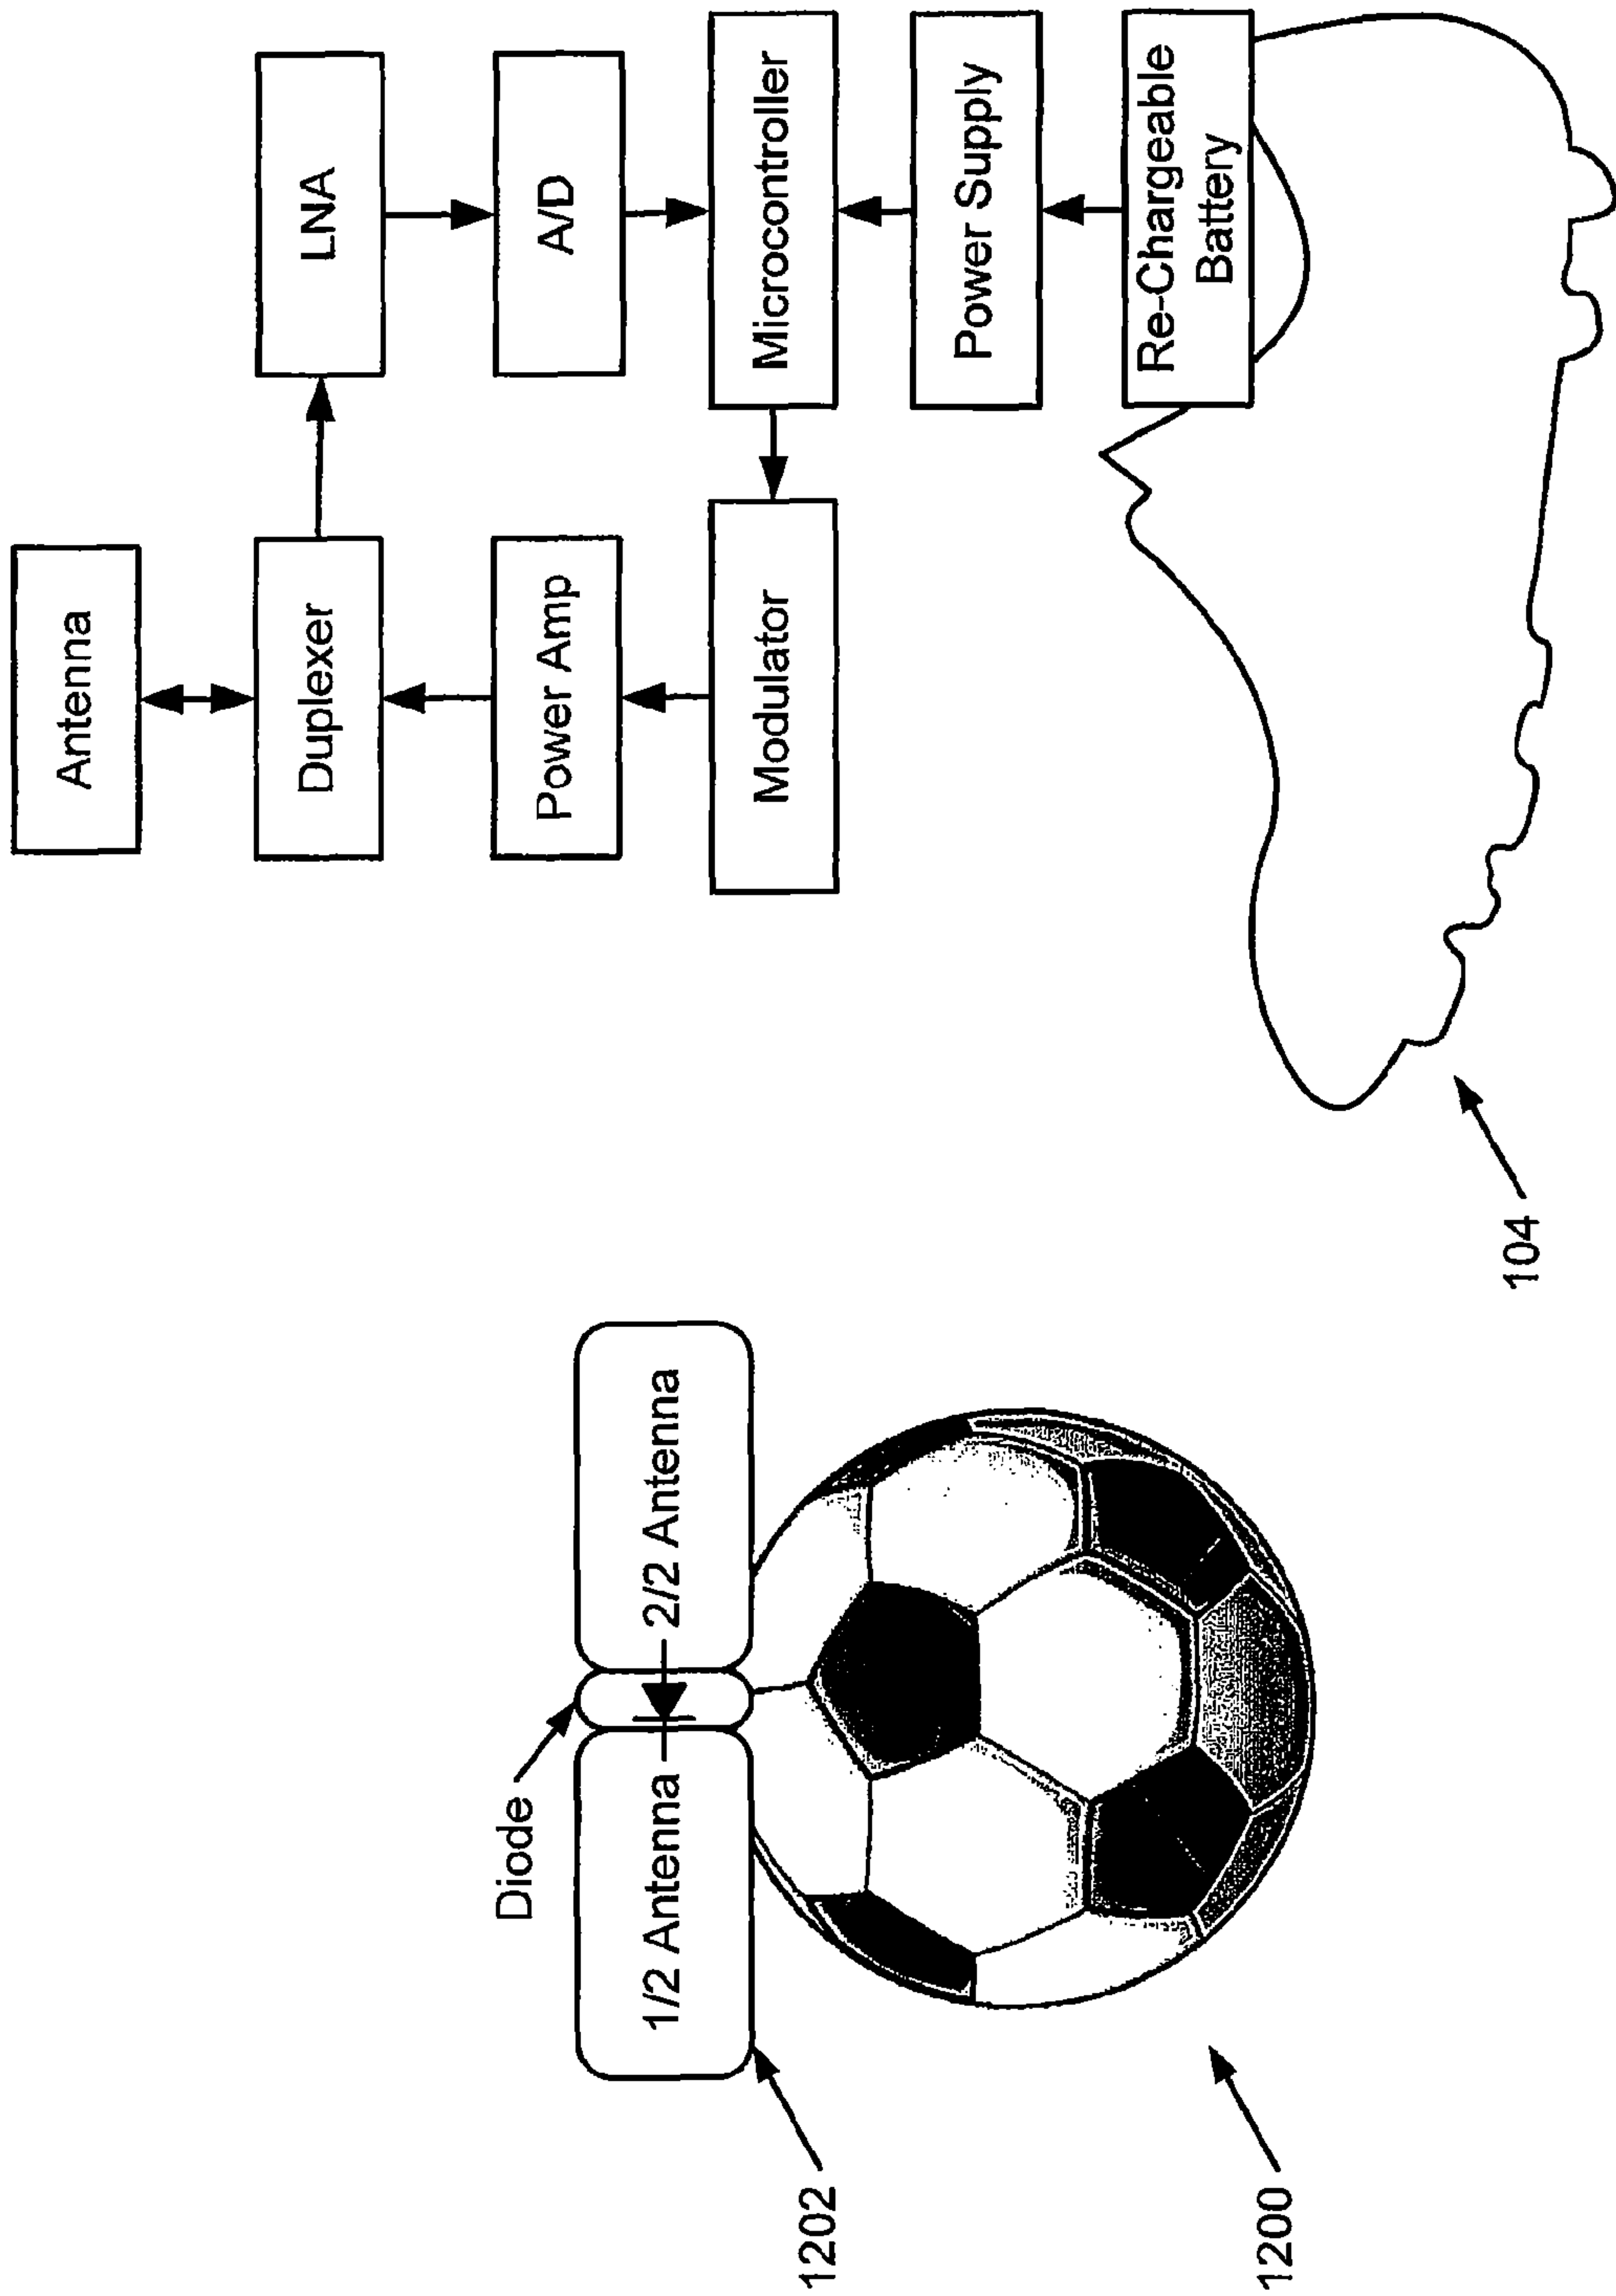 Antenna
Duplexer
LNA
Power Amp
A/D
Modulator
Microcontroller
Power Supply
Re-Chargeable
Battery
104
Diode
1/2 Antenna
2/2 Antenna
1202
1200